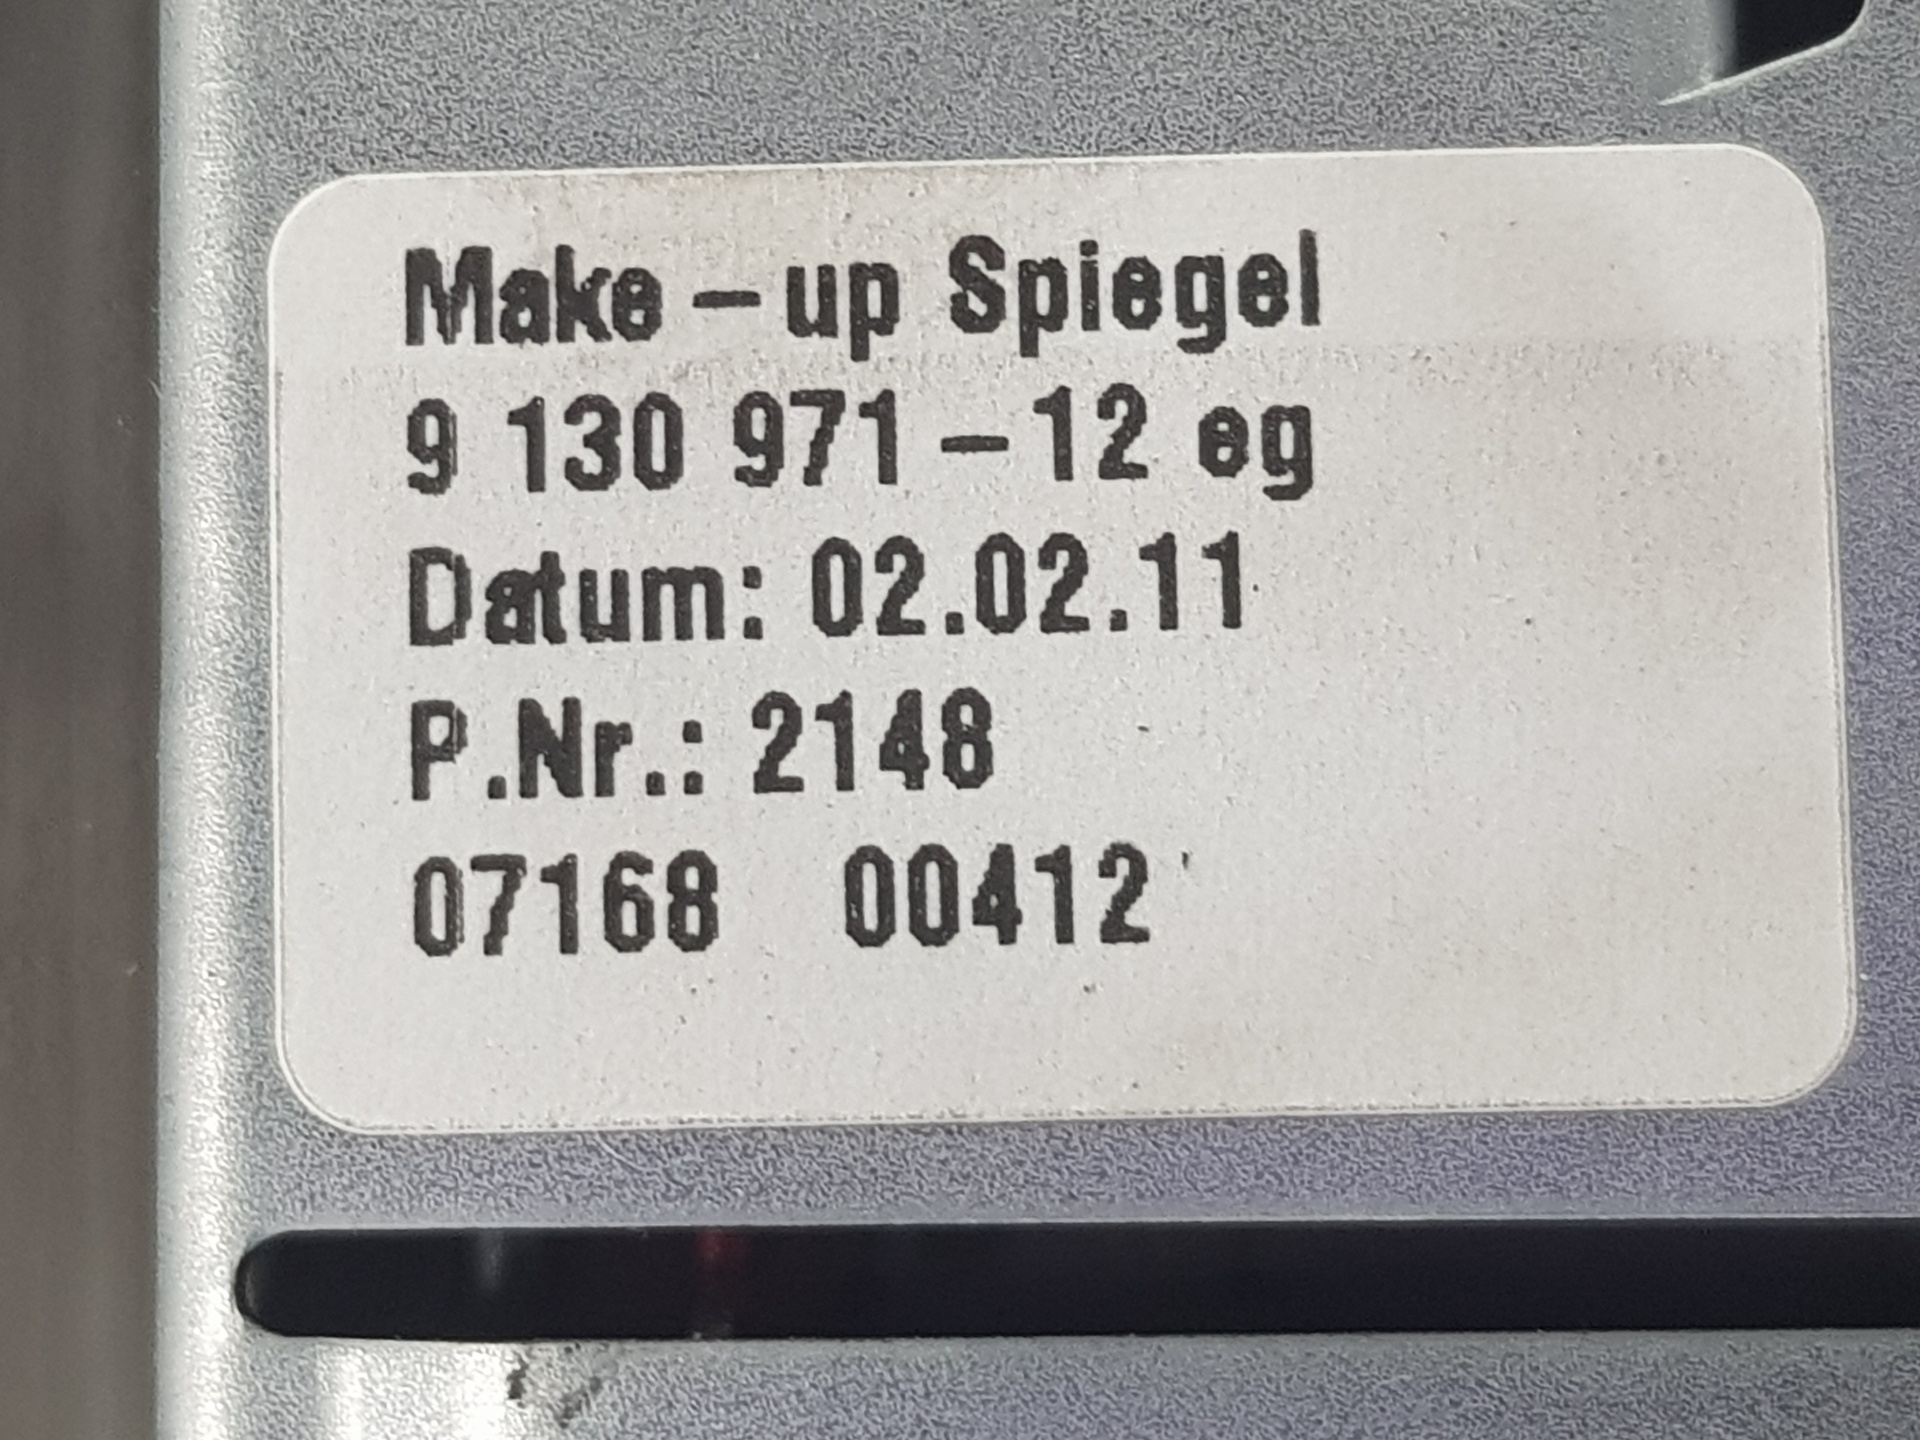 Make-up Spiegel
9 130 971-12 eg
Datum: 02.02.11
P.Nr.: 2148
07168 00412